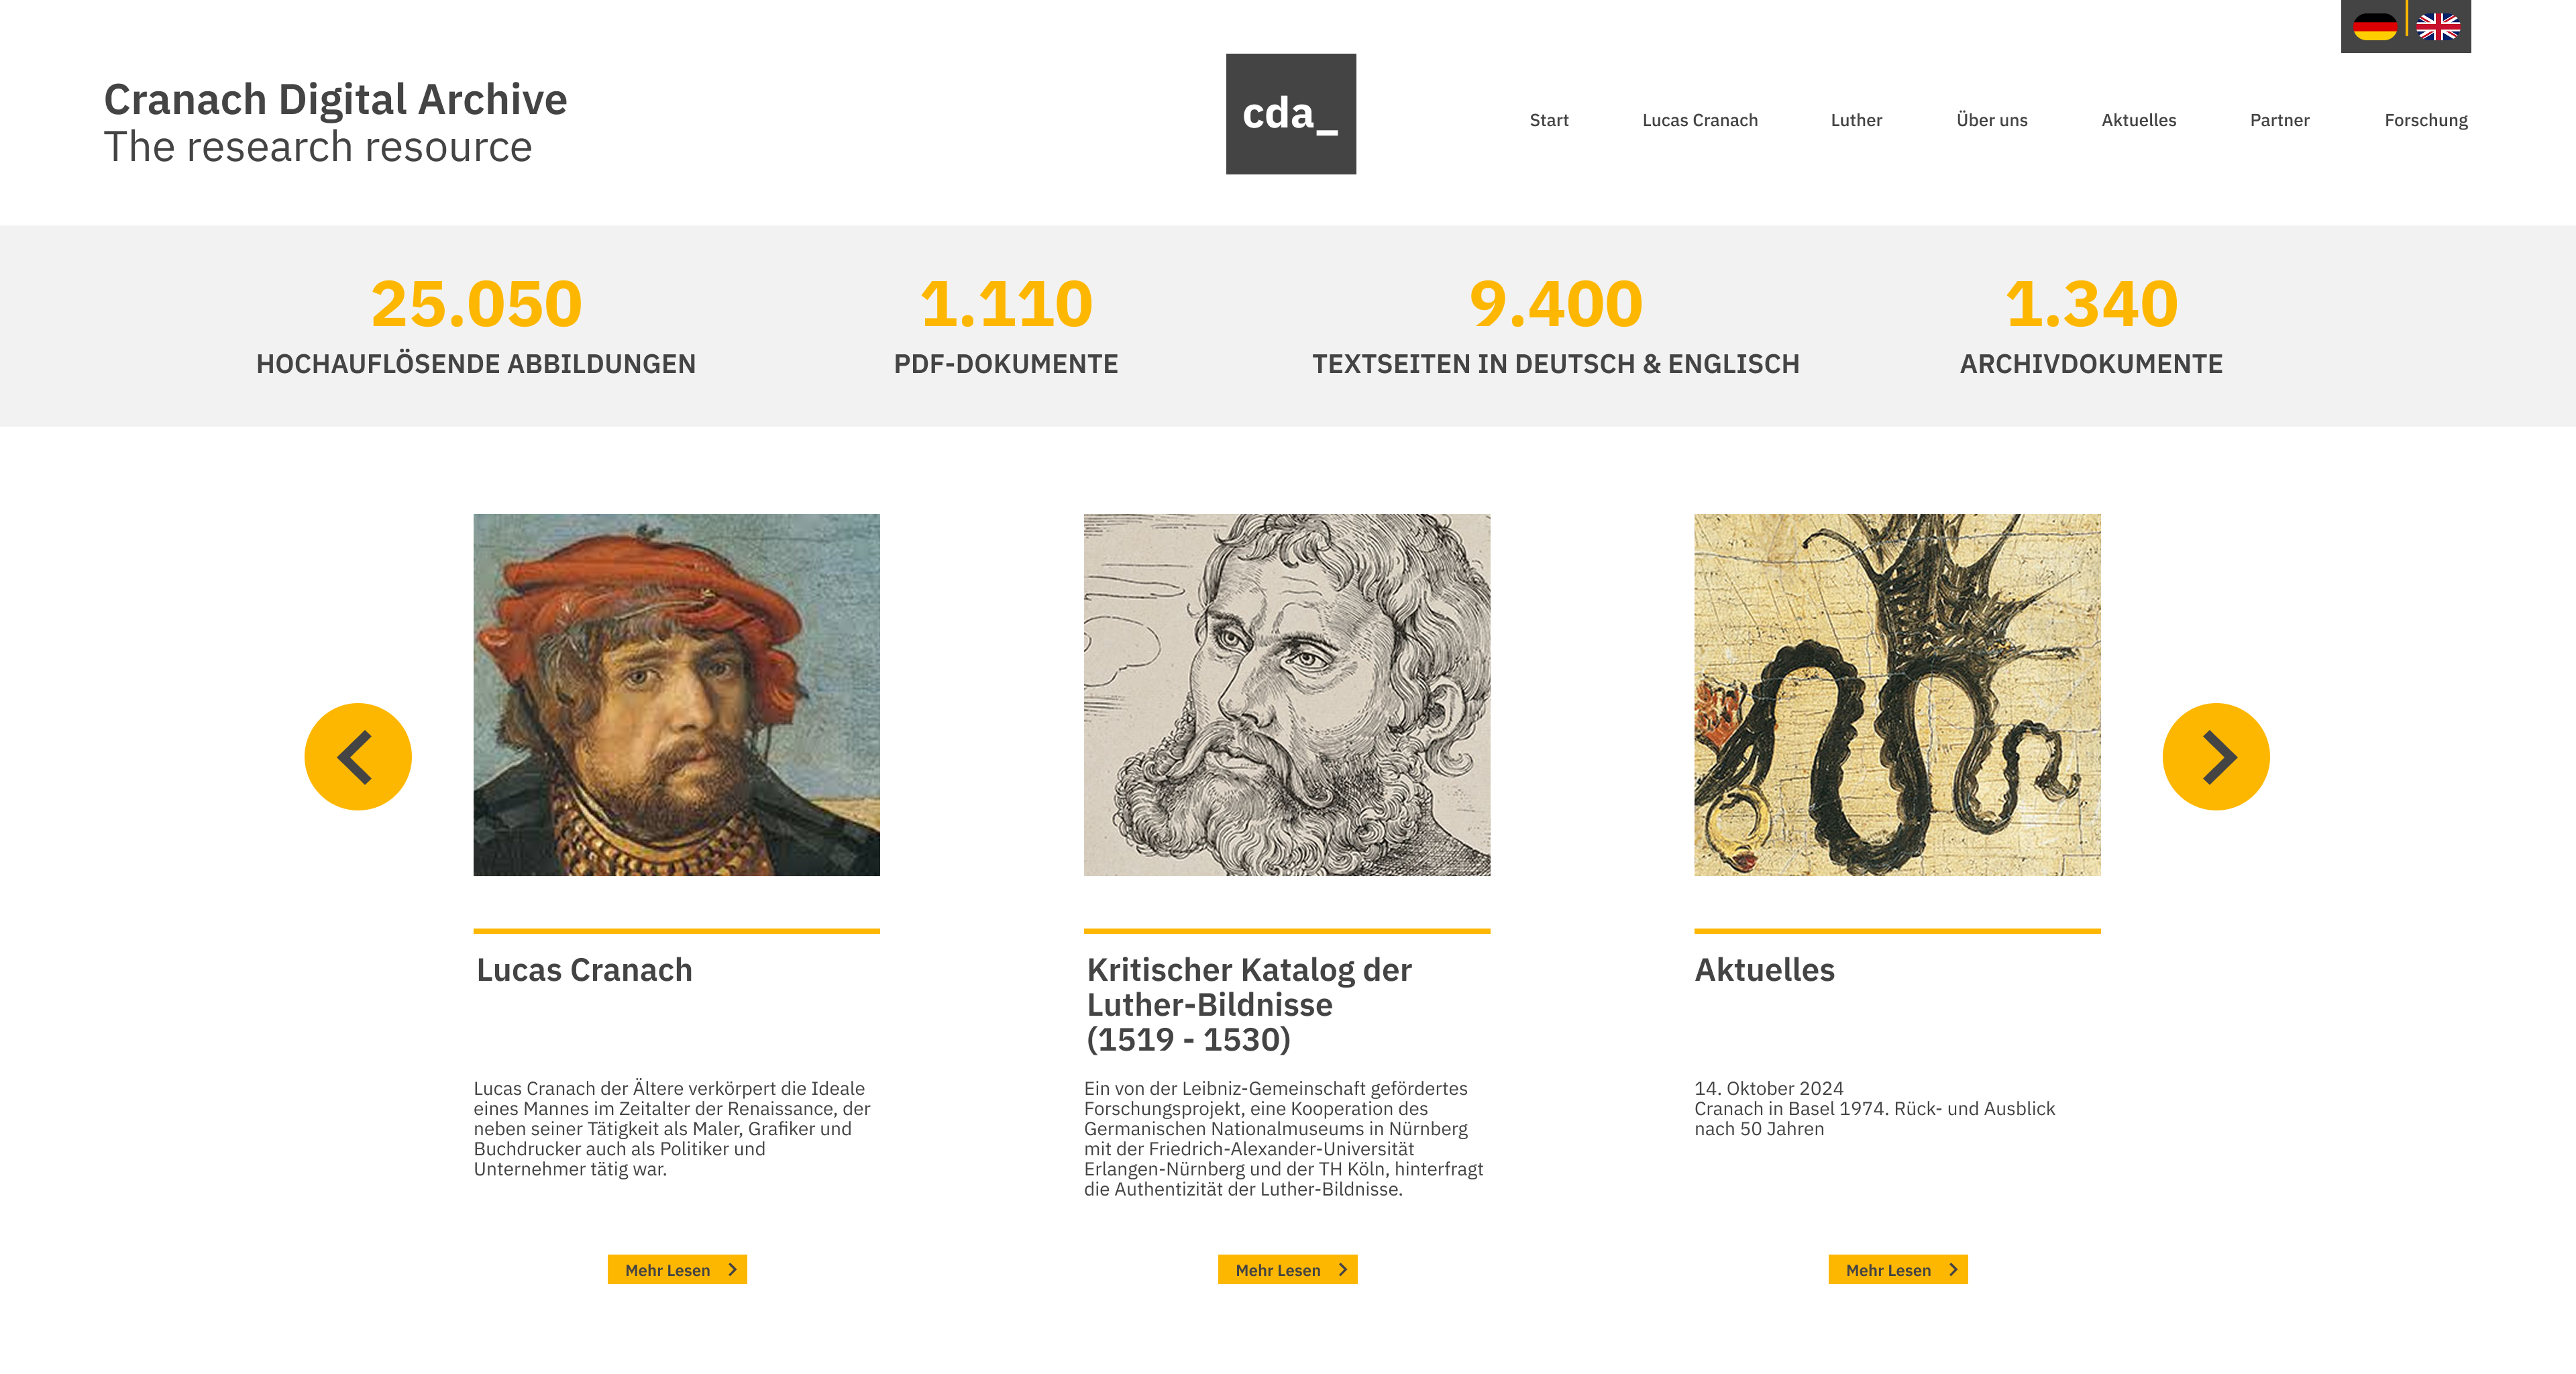 Cranach Digital Archive
The research resource
cda_
Start Lucas Cranach Luther Über uns Aktuelles Partner Forschung
25.050
HOCHAUFLÖSENDE ABBILDUNGEN
1.110
PDF-DOKUMENTE
9.400
TEXTSEITEN IN DEUTSCH & ENGLISCH
1.340
ARCHIVDOKUMENTE
Lucas Cranach
Lucas Cranach der Ältere verkörpert die Ideale
eines Mannes im Zeitalter der Renaissance, der
neben seiner Tätigkeit als Maler, Grafiker und
Buchdrucker auch als Politiker und
Unternehmer tätig war.
Mehr Lesen
Kritischer Katalog der
Luther-Bildnisse
(1519 - 1530)
Ein von der Leibniz-Gemeinschaft gefördertes
Forschungsprojekt, eine Kooperation des
Germanischen Nationalmuseums in Nürnberg
mit der Friedrich-Alexander-Universität
Erlangen-Nürnberg und der TH Köln, hinterfragt
die Authentizität der Luther-Bildnisse.
Mehr Lesen
Aktuelles
14. Oktober 2024
Cranach in Basel 1974. Rück- und Ausblick
nach 50 Jahren
Mehr Lesen